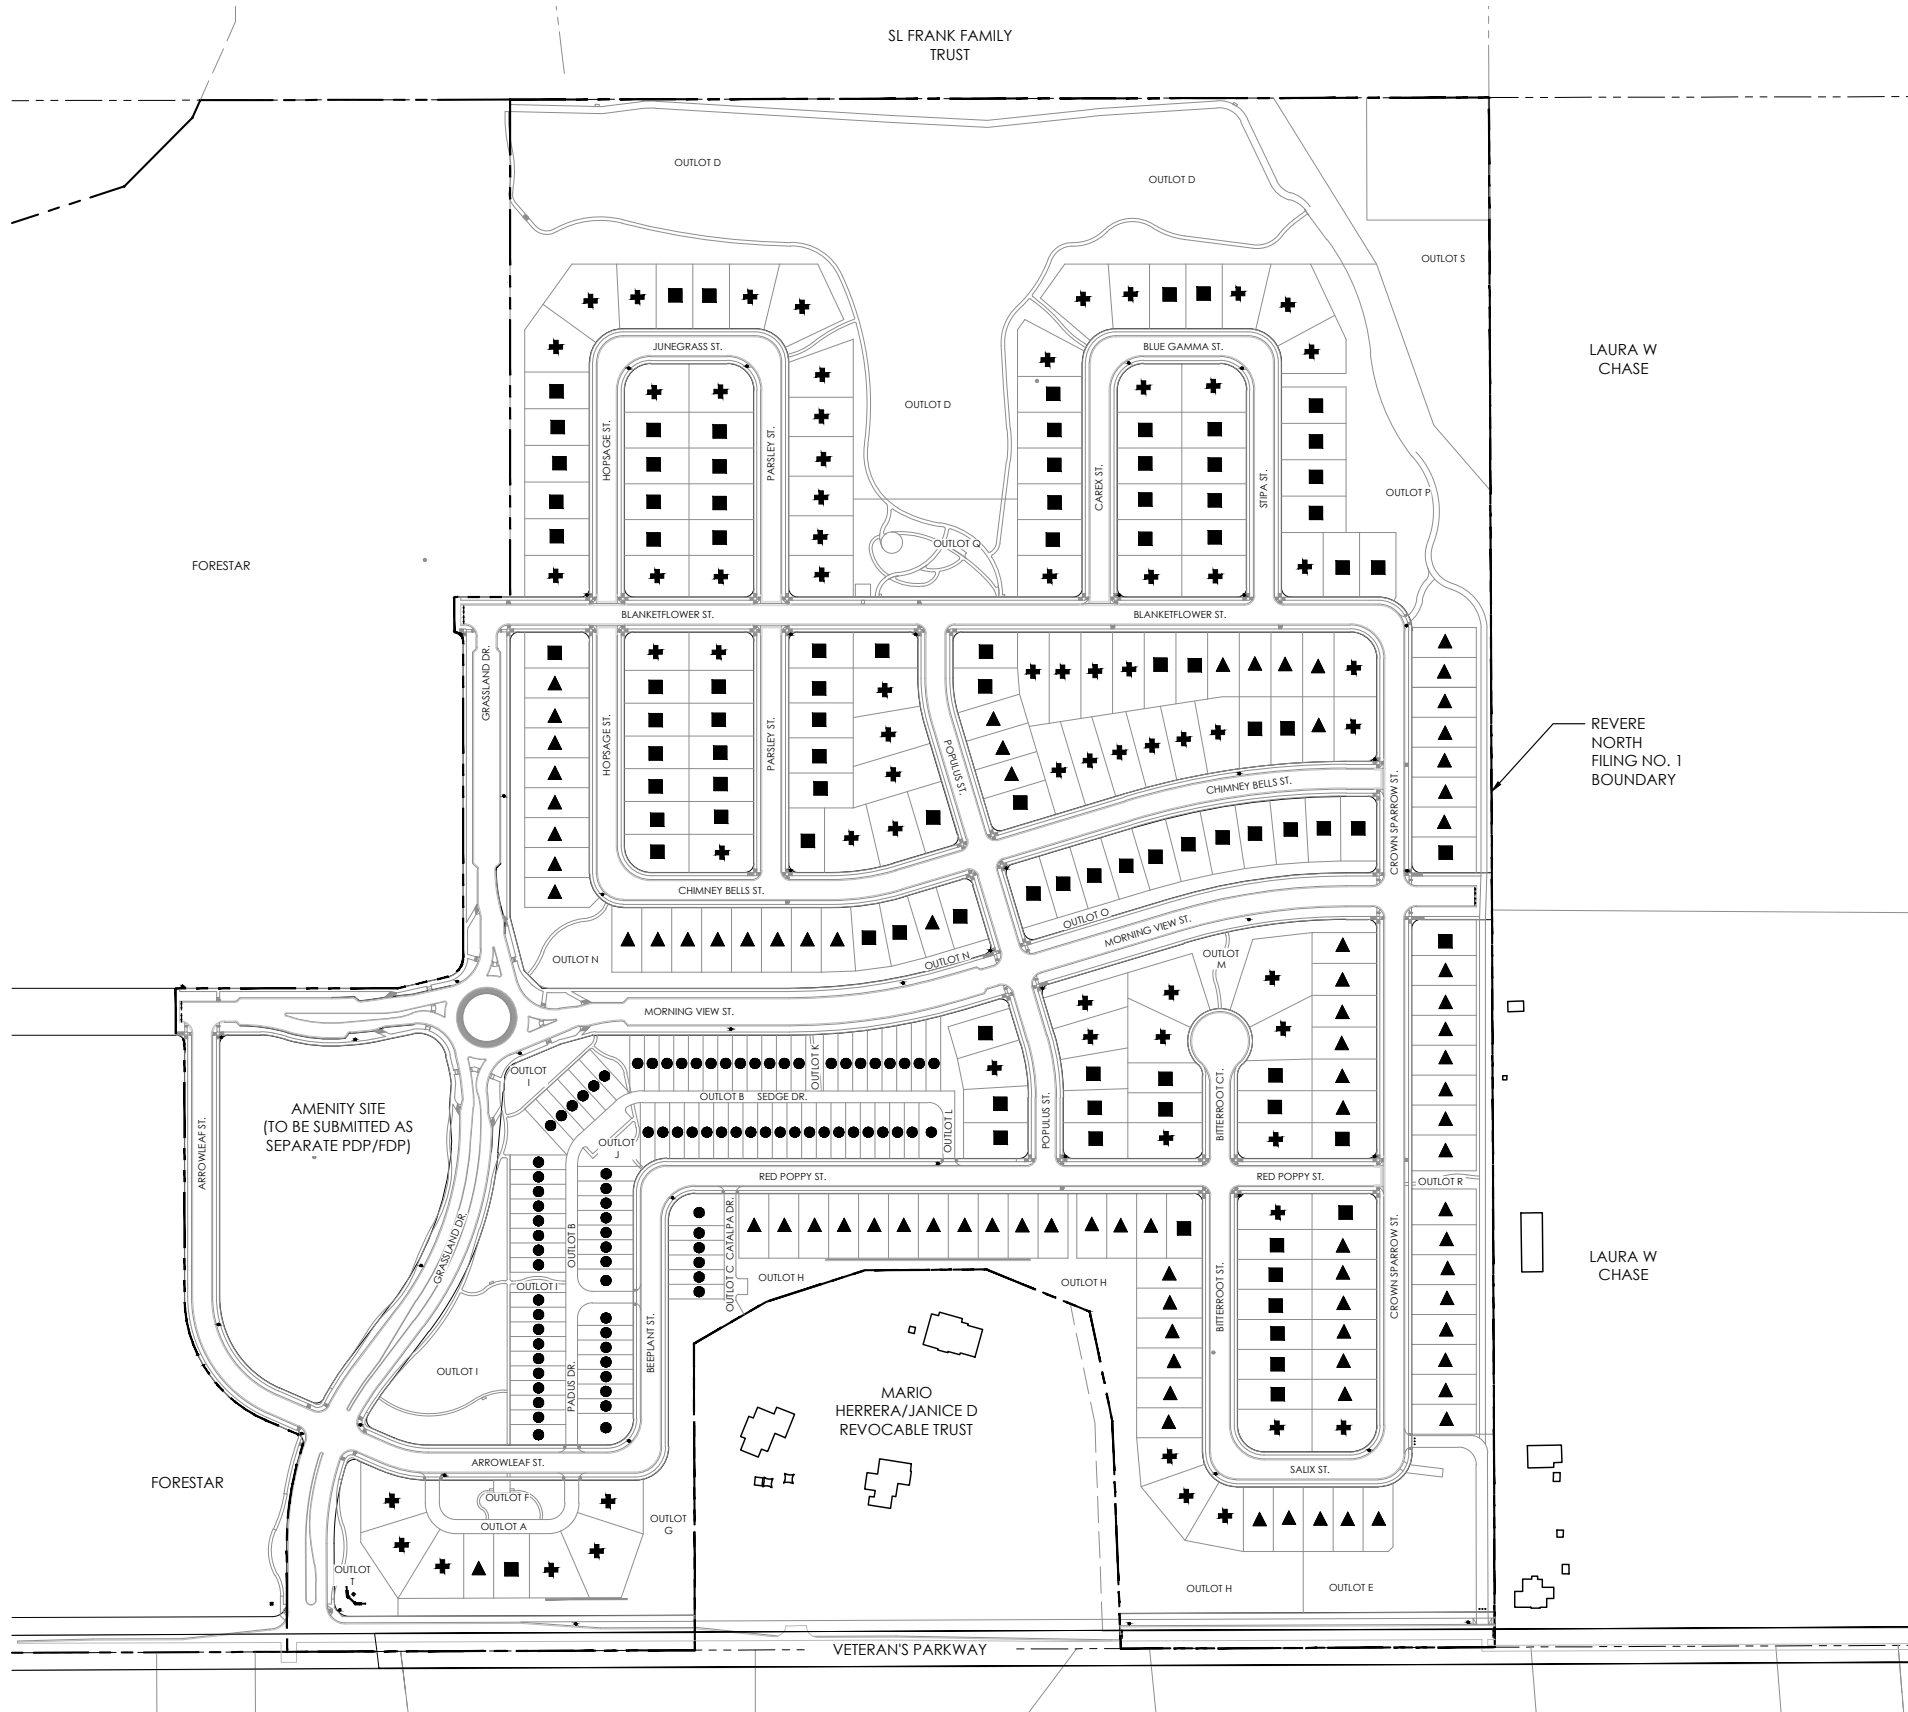 SL FRANK FAMILY
TRUST
OUTLOT D
OUTLOT D
OUTLOT S
JUNEGRASS ST.
BLUE GAMMA ST.
LAURA W
CHASE
OUTLOT D
HOPSAGE ST.
PARSLEY ST.
CAREX ST.
STIPA ST.
OUTLOT P
OUTLOT Q
FORESTAR
BLANKETFLOWER ST.
BLANKETFLOWER ST.
GRASSLAND DR.
HOPSAGE ST.
PARSLEY ST.
POPULUS ST.
REVERE
NORTH
FILING NO. 1
BOUNDARY
CHIMNEY BELLS ST.
CROWN SPARROW ST.
CHIMNEY BELLS ST.
OUTLOT O
MORNING VIEW ST.
OUTLOT N
OUTLOT N
OUTLOT
M
MORNING VIEW ST.
OUTLOT K
OUTLOT
I
OUTLOT B
SEDGE DR.
OUTLOT L
POPULUS ST.
BITTERROOT CT.
AMENITY SITE
(TO BE SUBMITTED AS
SEPARATE PDP/FDP)
ARROWLEAF ST.
OUTLOT
J
RED POPPY ST.
RED POPPY ST.
OUTLOT R
GRASSLAND DR.
OUTLOT B
OUTLOT C
CATALPA DR.
OUTLOT H
OUTLOT H
LAURA W
CHASE
OUTLOT I
BITTERROOT ST.
CROWN SPARROW ST.
BEEPLANT ST.
OUTLOT I
PADUS DR.
MARIO
HERRERA/JANICE D
REVOCABLE TRUST
ARROWLEAF ST.
SALIX ST.
FORESTAR
OUTLOT F
OUTLOT A
OUTLOT
G
OUTLOT
T
OUTLOT H
OUTLOT E
VETERAN'S PARKWAY